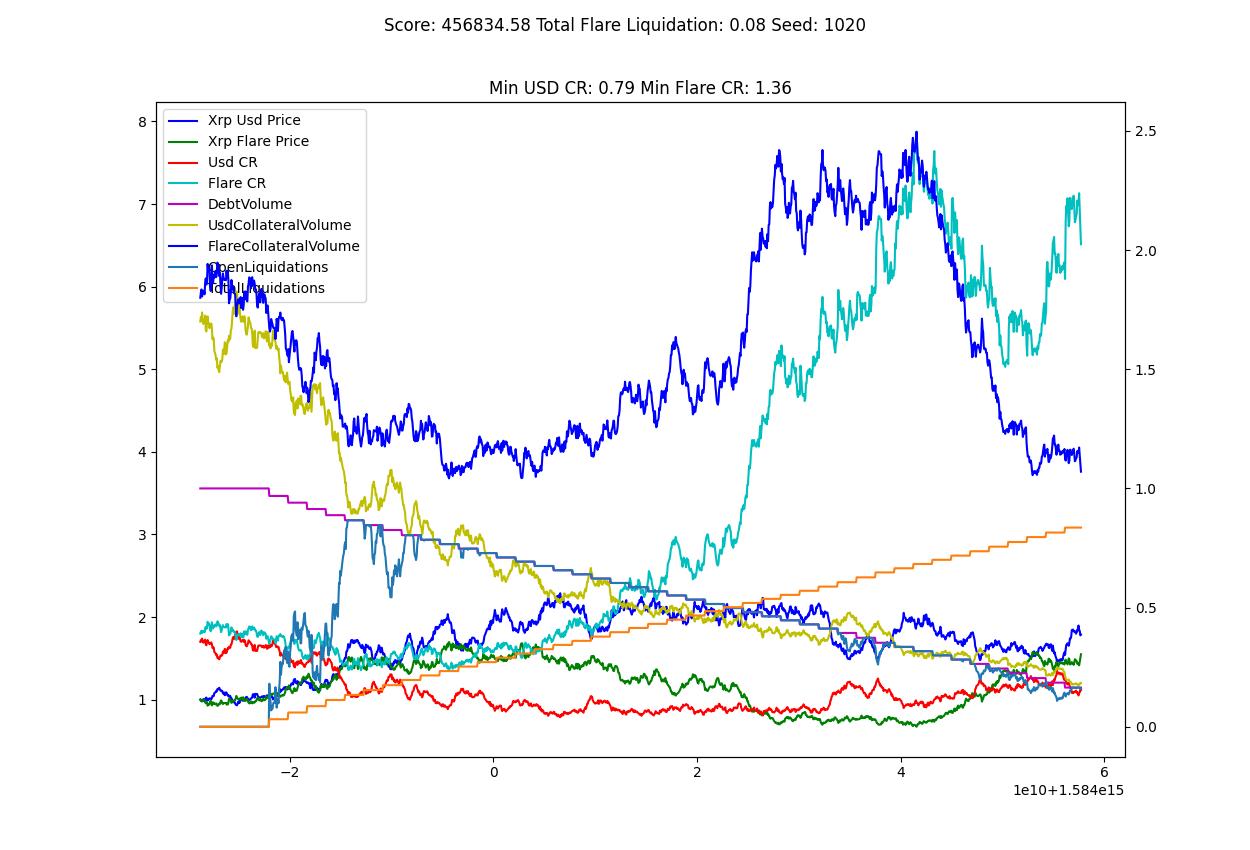 Score: 456834.58 Total Flare Liquidation: 0.08 Seed: 1020
Min USD CR: 0.79 Min Flare CR: 1.36
Xrp Usd Price
Xrp Flare Price
Usd CR
Flare CR
DebtVolume
UsdCollateralVolume
FlareCollateralVolume
OpenLiquidations
TotalLiquidations
8
7
6
5
4
3
2
1
2.5
2.0
1.5
1.0
0.5
0.0
−2
0
2
4
6
1e10+1.584e15